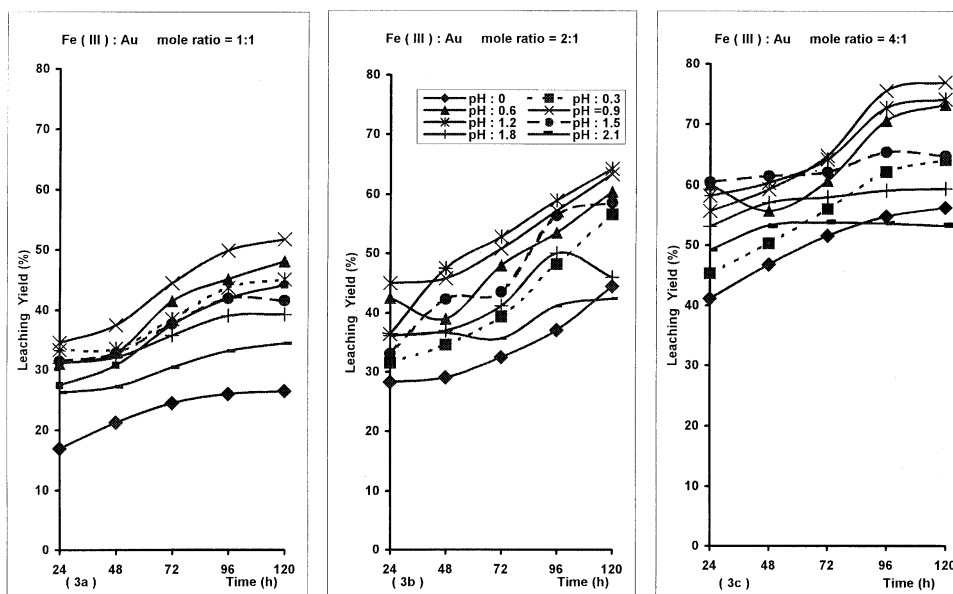 Fe ( III ) : Au mole ratio = 1:1
80
70
60
50
40
30
20
10
0
Leaching Yield (%)
24 48 72 96 120
( 3a ) Time (h)
Fe ( III ) : Au mole ratio = 2:1
80
70
60
50
40
30
20
10
0
Leaching Yield (%)
pH : 0 pH : 0.3
pH : 0.6 pH =0.9
pH : 1.2 pH : 1.5
pH : 1.8 pH : 2.1
24 48 72 96 120
( 3b ) Time (h)
Fe ( III ) : Au mole ratio = 4:1
80
70
60
50
40
30
20
10
0
Leaching Yield (%)
24 48 72 96 120
( 3c ) Time (h)